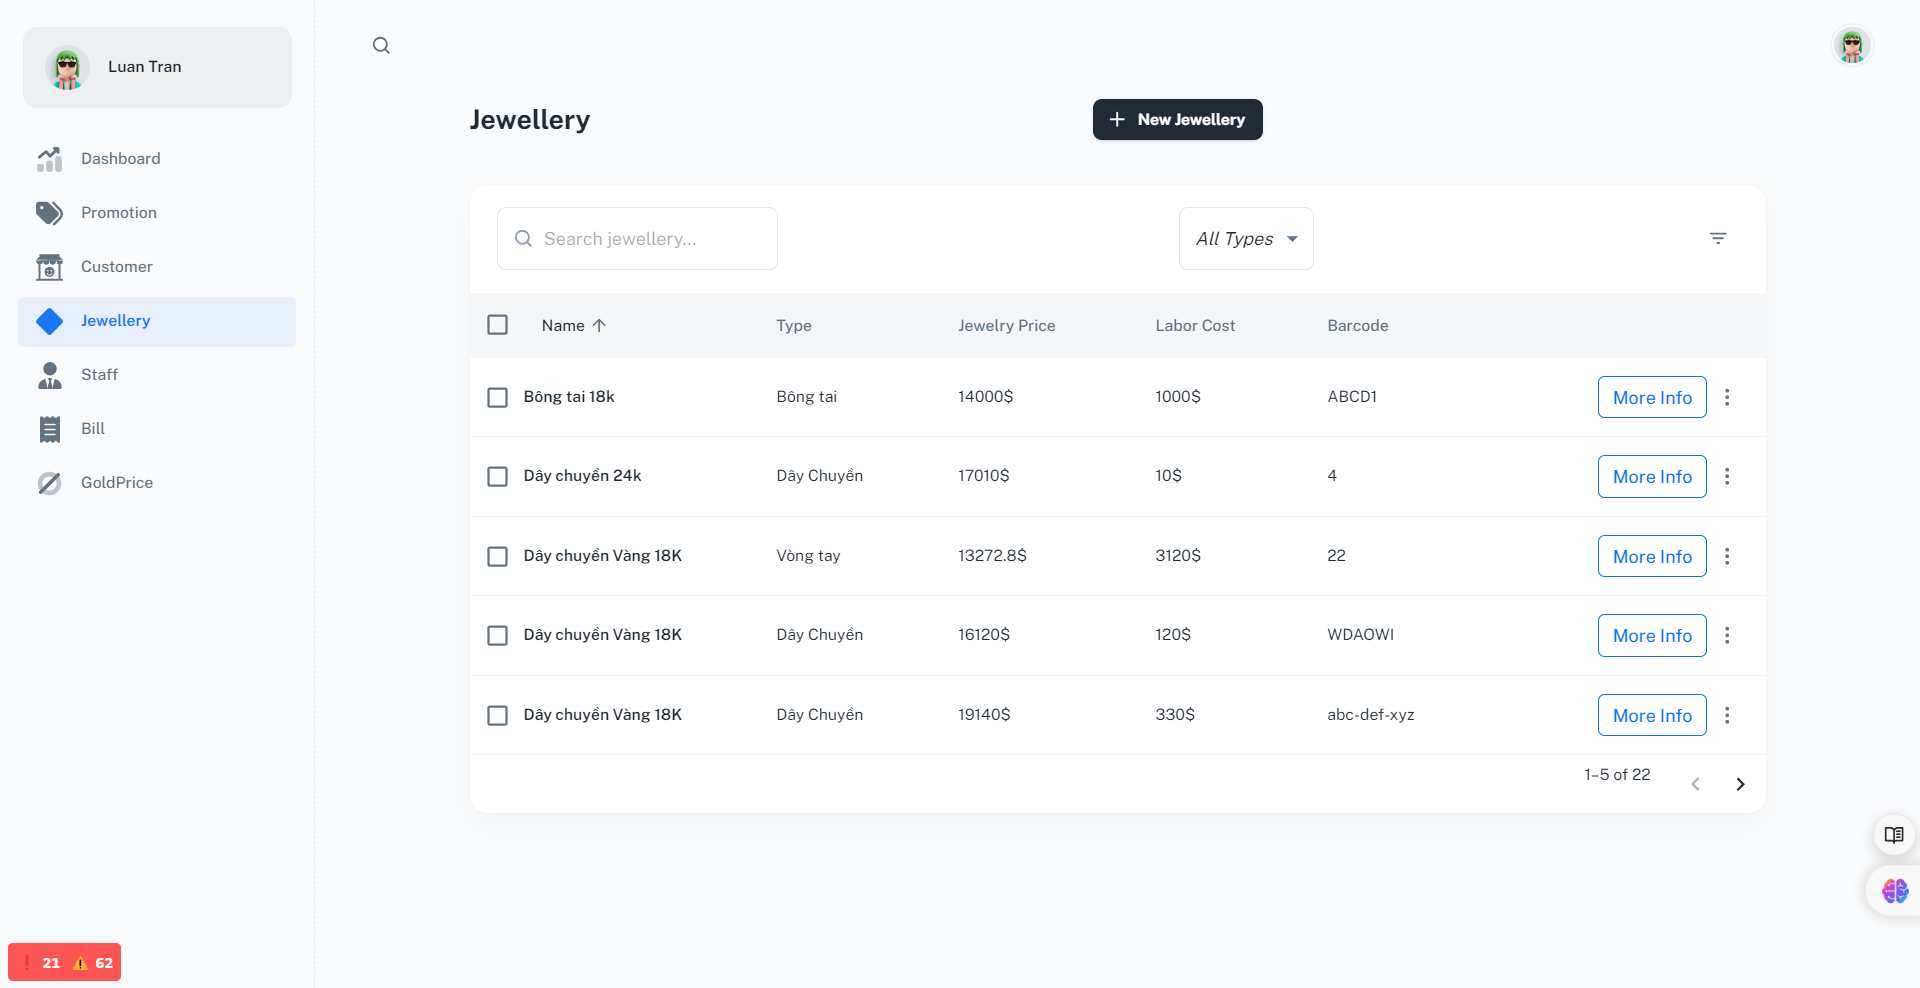 Luan Tran
Dashboard
Promotion
Customer
Jewellery
Staff
Bill
GoldPrice
Jewellery
New Jewellery
Search jewellery...
All Types
Name Type Jewelry Price Labor Cost Barcode
Bông tai 18k Bông tai 14000$ 1000$ ABCD1 More Info
Dây chuyền 24k Dây Chuyền 17010$ 10$ 4 More Info
Dây chuyền Vàng 18K Vòng tay 13272.8$ 3120$ 22 More Info
Dây chuyền Vàng 18K Dây Chuyền 16120$ 120$ WDAOWI More Info
Dây chuyền Vàng 18K Dây Chuyền 19140$ 330$ abc-def-xyz More Info
1–5 of 22
21 62